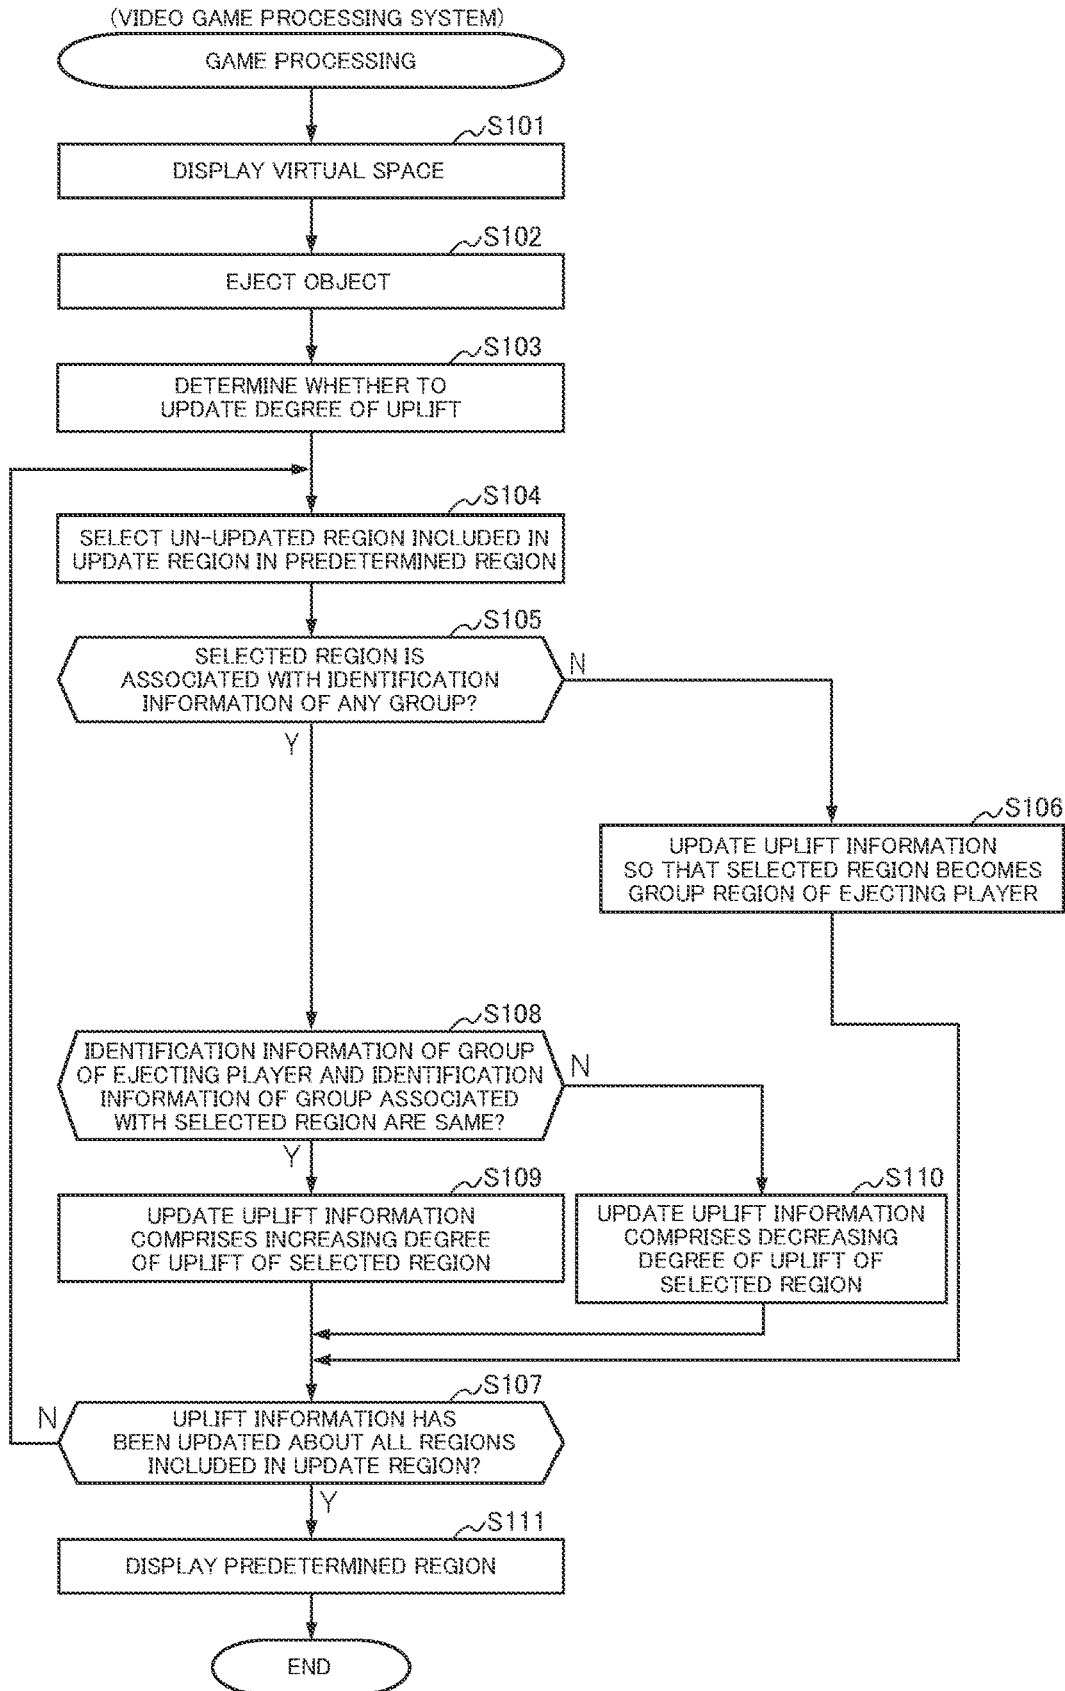 (VIDEO GAME PROCESSING SYSTEM)
GAME PROCESSING
S101
DISPLAY VIRTUAL SPACE
S102
EJECT OBJECT
S103
DETERMINE WHETHER TO
UPDATE DEGREE OF UPLIFT
S104
SELECT UN-UPDATED REGION INCLUDED IN
UPDATE REGION IN PREDETERMINED REGION
S105
SELECTED REGION IS
ASSOCIATED WITH IDENTIFICATION
INFORMATION OF ANY GROUP?
N
Y
S106
UPDATE UPLIFT INFORMATION
SO THAT SELECTED REGION BECOMES
GROUP REGION OF EJECTING PLAYER
S108
IDENTIFICATION INFORMATION OF GROUP
OF EJECTING PLAYER AND IDENTIFICATION
INFORMATION OF GROUP ASSOCIATED
WITH SELECTED REGION ARE SAME?
N
Y
S109
UPDATE UPLIFT INFORMATION
COMPRISES INCREASING DEGREE
OF UPLIFT OF SELECTED REGION
S110
UPDATE UPLIFT INFORMATION
COMPRISES DECREASING
DEGREE OF UPLIFT OF
SELECTED REGION
S107
N
UPLIFT INFORMATION HAS
BEEN UPDATED ABOUT ALL REGIONS
INCLUDED IN UPDATE REGION?
Y
S111
DISPLAY PREDETERMINED REGION
END